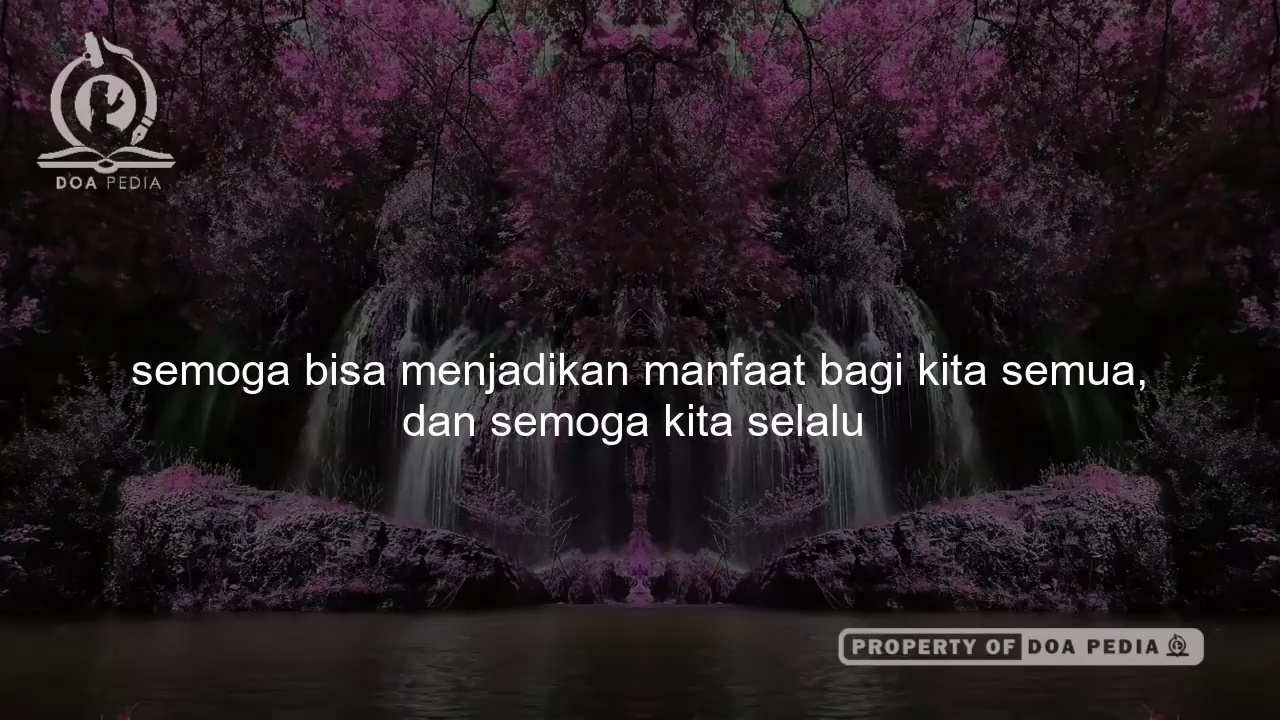 DOA PEDIA
semoga bisa menjadikan manfaat bagi kita semua,
dan semoga kita selalu
PROPERTY OF DOA PEDIA